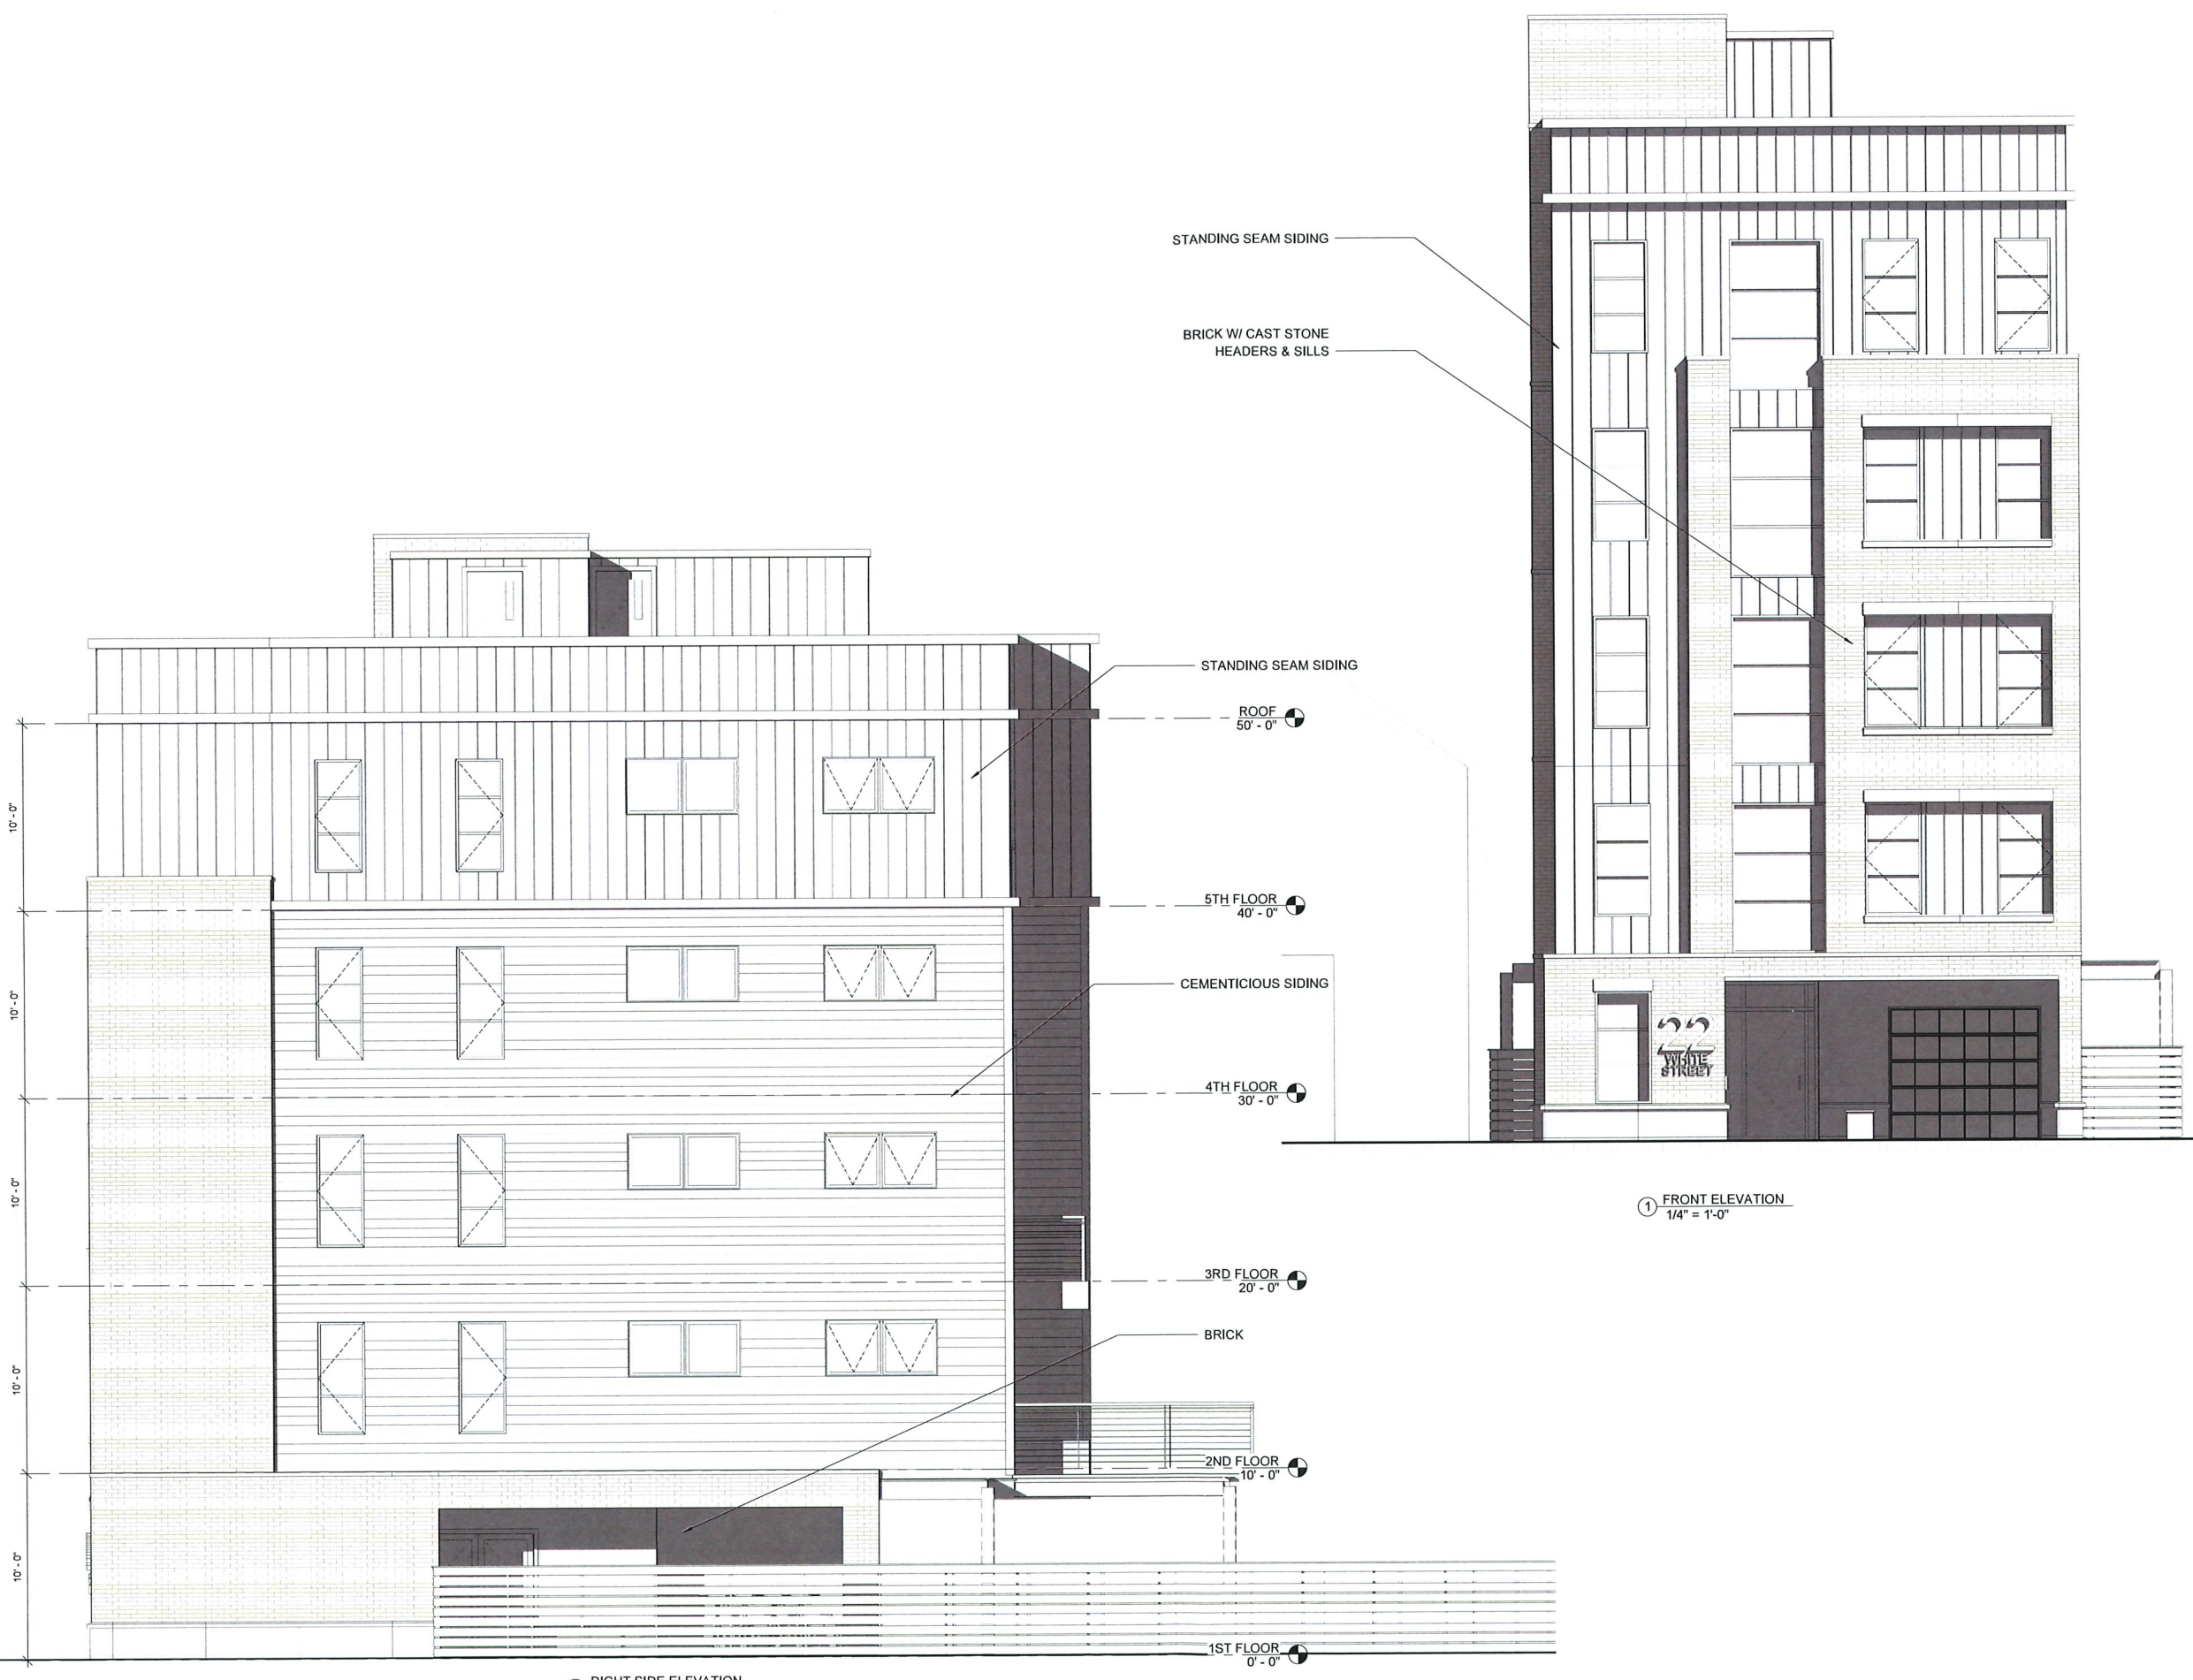 STANDING SEAM SIDING
BRICK W/ CAST STONE
HEADERS & SILLS
STANDING SEAM SIDING
ROOF
50' - 0"
10' - 0"
5TH FLOOR
40' - 0"
CEMENTICIOUS SIDING
10' - 0"
22
WHITE
STREET
4TH FLOOR
30' - 0"
10' - 0"
1 FRONT ELEVATION
1/4" = 1'-0"
3RD FLOOR
20' - 0"
BRICK
10' - 0"
2ND FLOOR
10' - 0"
10' - 0"
1ST FLOOR
0' - 0"
RIGHT SIDE ELEVATION